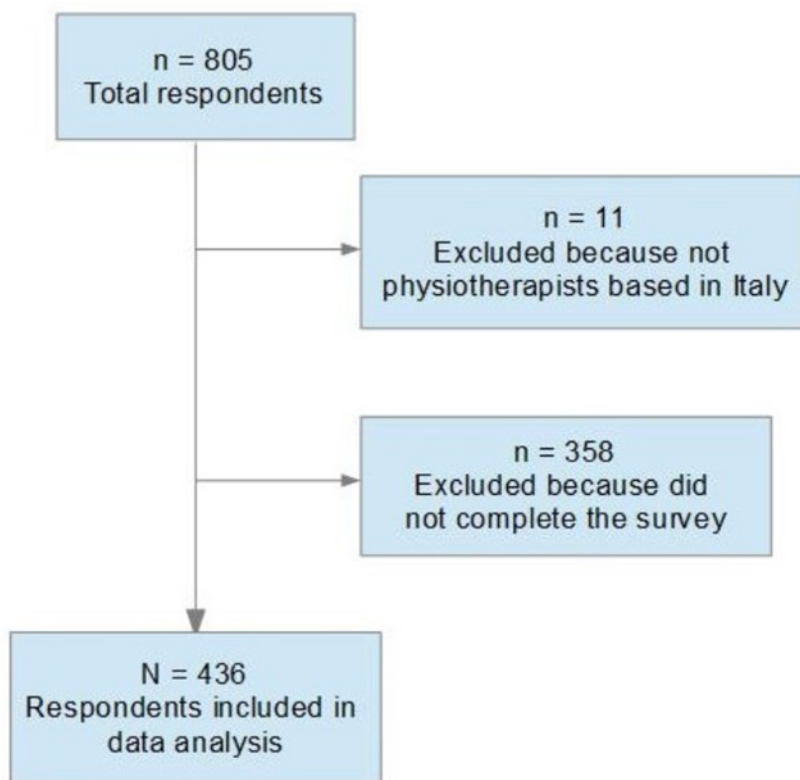 n = 805
Total respondents
n = 11
Excluded because not
physiotherapists based in Italy
n = 358
Excluded because did
not complete the survey
N = 436
Respondents included in
data analysis